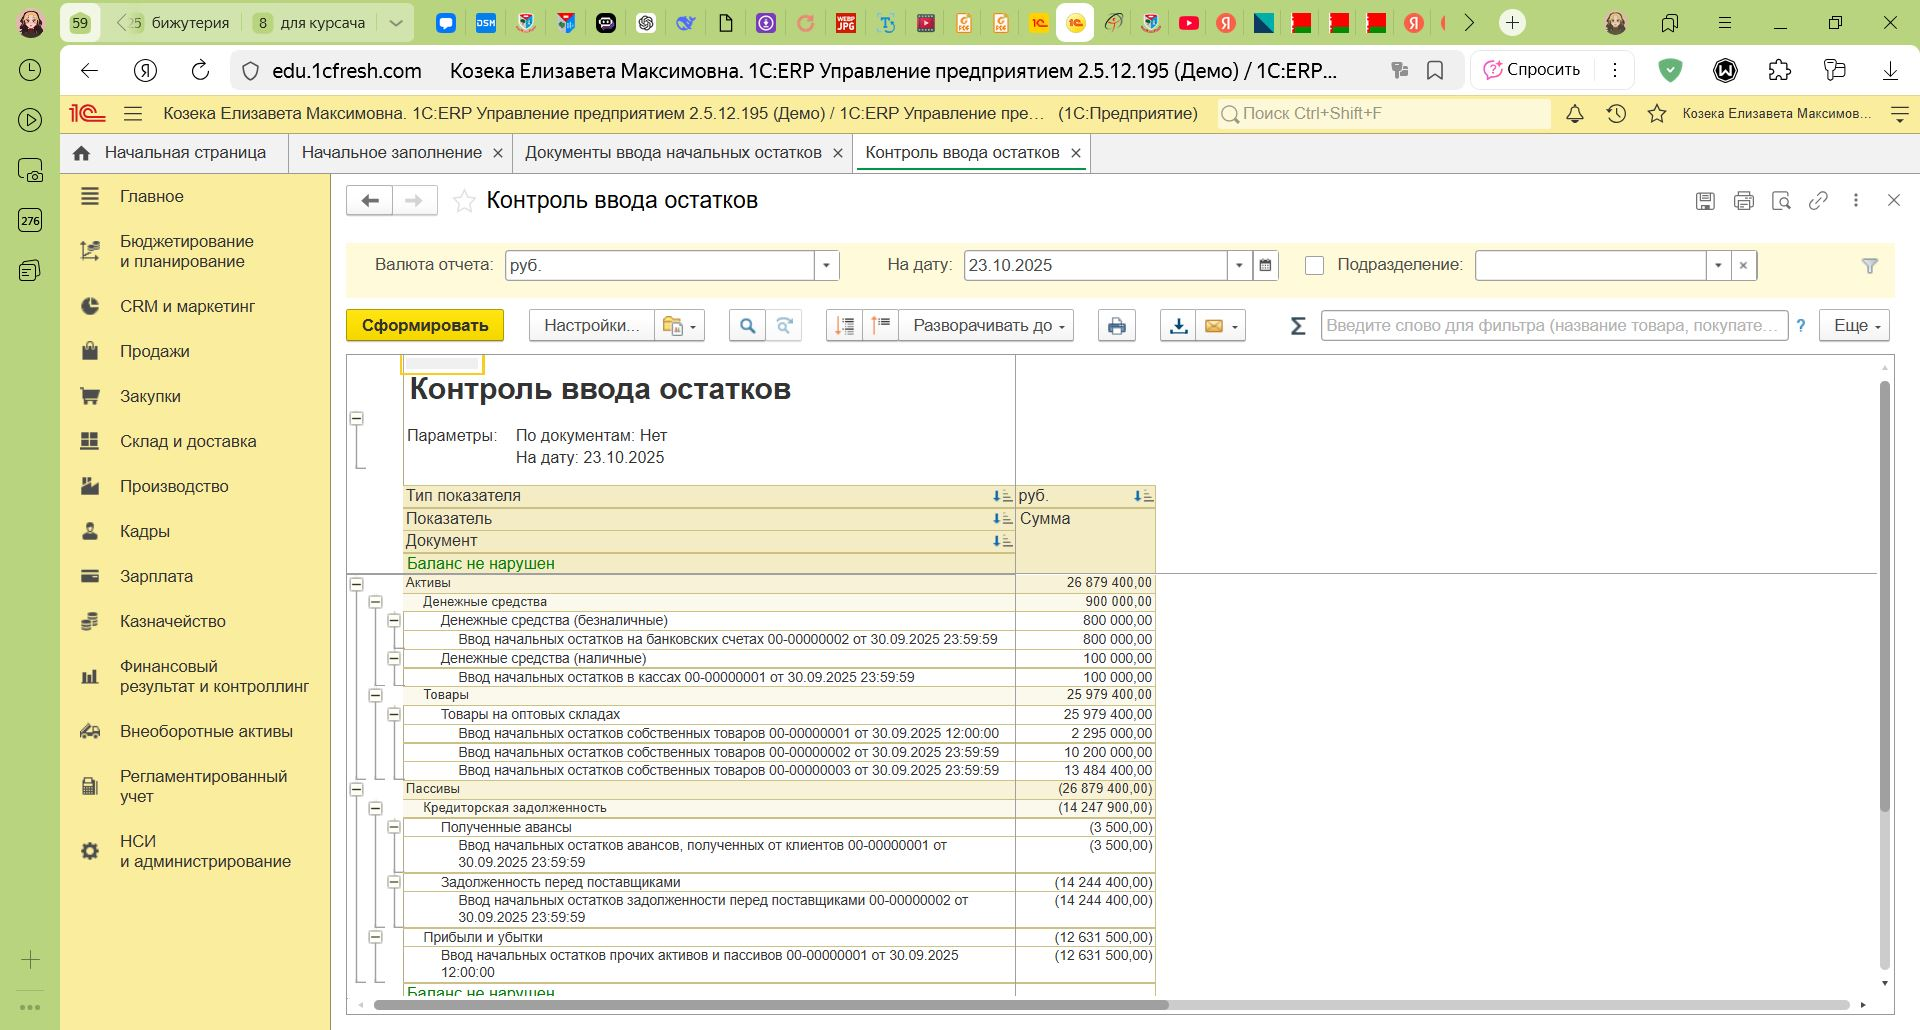 59
25 бижутерия
8 для курсача
DSM
WEBP
JPG
edu.1cfresh.com Козека Елизавета Максимовна. 1С:ERP Управление предприятием 2.5.12.195 (Демо) / 1С:ERP...
Спросить
Козека Елизавета Максимовна. 1С:ERP Управление предприятием 2.5.12.195 (Демо) / 1С:ERP Управление пре... (1С:Предприятие)
Поиск Ctrl+Shift+F
Козека Елизавета Максимов...
Начальная страница
Начальное заполнение
Документы ввода начальных остатков
Контроль ввода остатков
276
Главное
Бюджетирование
и планирование
CRM и маркетинг
Продажи
Закупки
Склад и доставка
Производство
Кадры
Зарплата
Казначейство
Финансовый
результат и контроллинг
Внеоборотные активы
Регламентированный
учет
НСИ
и администрирование
Контроль ввода остатков
Валюта отчета: руб.
На дату: 23.10.2025
Подразделение:
Сформировать
Настройки...
Разворачивать до
Σ
Введите слово для фильтра (название товара, покупате...
?
Еще
Контроль ввода остатков
Параметры: По документам: Нет
На дату: 23.10.2025
Тип показателя руб.
Показатель Сумма
Документ
Баланс не нарушен
Активы 26 879 400,00
Денежные средства 900 000,00
Денежные средства (безналичные) 800 000,00
Ввод начальных остатков на банковских счетах 00-00000002 от 30.09.2025 23:59:59 800 000,00
Денежные средства (наличные) 100 000,00
Ввод начальных остатков в кассах 00-00000001 от 30.09.2025 23:59:59 100 000,00
Товары 25 979 400,00
Товары на оптовых складах 25 979 400,00
Ввод начальных остатков собственных товаров 00-00000001 от 30.09.2025 12:00:00 2 295 000,00
Ввод начальных остатков собственных товаров 00-00000002 от 30.09.2025 23:59:59 10 200 000,00
Ввод начальных остатков собственных товаров 00-00000003 от 30.09.2025 23:59:59 13 484 400,00
Пассивы (26 879 400,00)
Кредиторская задолженность (14 247 900,00)
Полученные авансы (3 500,00)
Ввод начальных остатков авансов, полученных от клиентов 00-00000001 от (3 500,00)
30.09.2025 23:59:59
Задолженность перед поставщиками (14 244 400,00)
Ввод начальных остатков задолженности перед поставщиками 00-00000002 от (14 244 400,00)
30.09.2025 23:59:59
Прибыли и убытки (12 631 500,00)
Ввод начальных остатков прочих активов и пассивов 00-00000001 от 30.09.2025 (12 631 500,00)
12:00:00
Баланс не нарушен